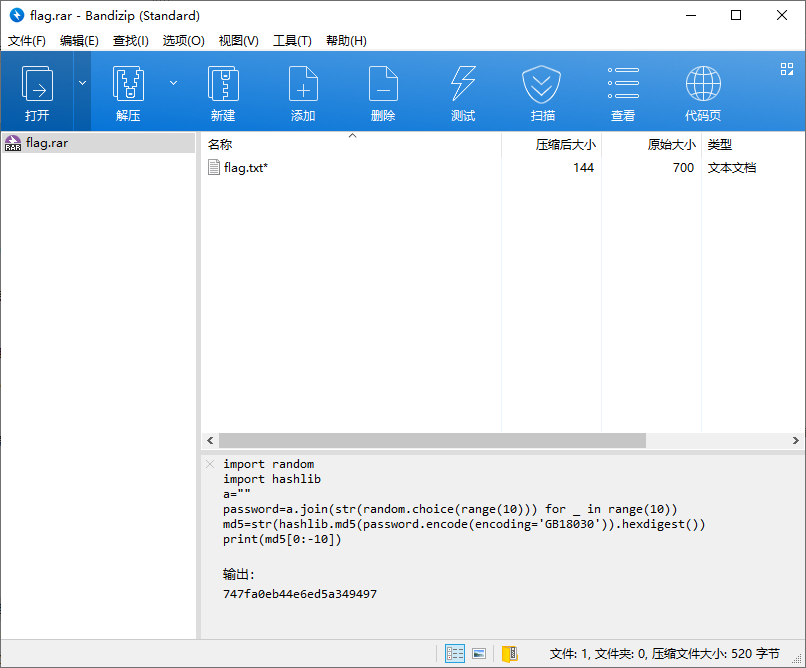 flag.rar - Bandizip (Standard)
文件(F) 编辑(E) 查找(I) 选项(O) 视图(V) 工具(T) 帮助(H)
打开 解压 新建 添加 删除 测试 扫描 查看 代码页
RAR flag.rar
名称 压缩后大小 原始大小 类型
flag.txt* 144 700 文本文档
import random
import hashlib
a=""
password=a.join(str(random.choice(range(10))) for _ in range(10))
md5=str(hashlib.md5(password.encode(encoding='GB18030')).hexdigest())
print(md5[0:-10])
输出:
747fa0eb44e6ed5a349497
文件: 1, 文件夹: 0, 压缩文件大小: 520 字节